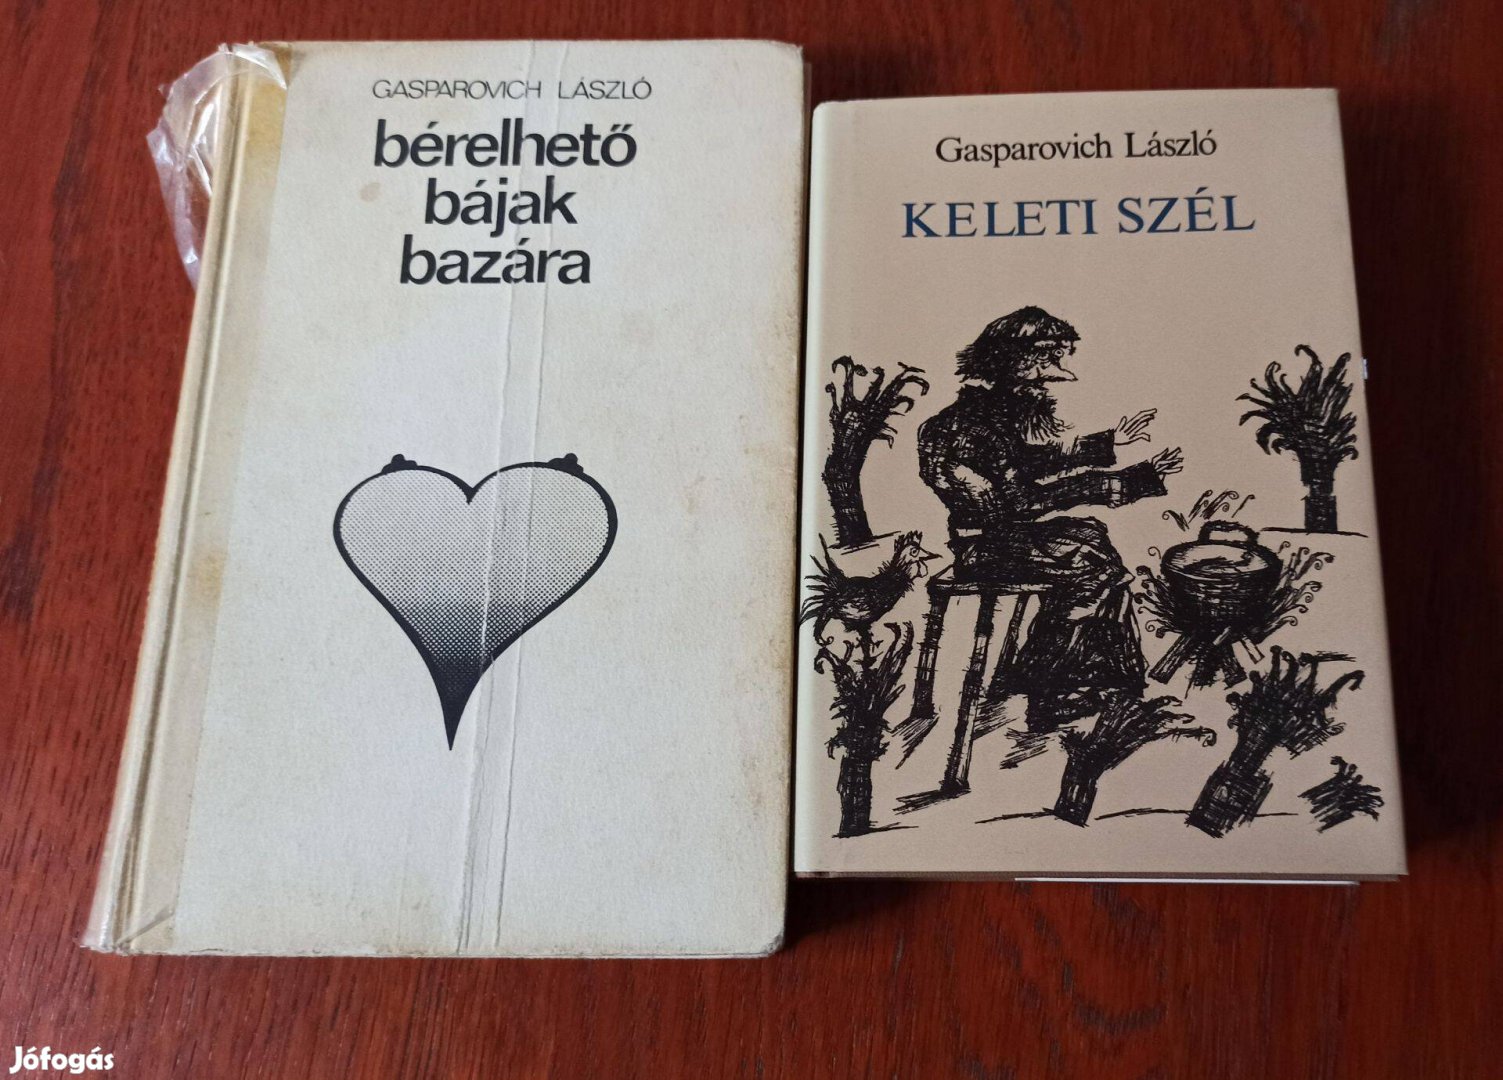 GASPAROVICH LÁSZLÓ
bérelhető
bájak
bazára
Gasparovich László
KELETI SZÉL
Jófogás